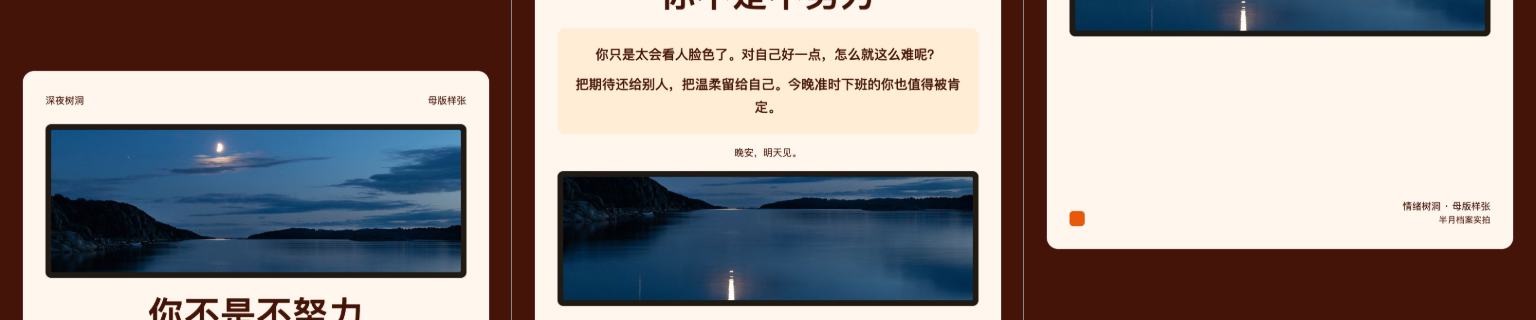 深夜树洞
母版样张
你不是不努力
你不是不努力
你只是太会看人脸色了。对自己好一点，怎么就这么难呢？
把期待还给别人，把温柔留给自己。今晚准时下班的你也值得被肯
定。
晚安，明天见。
情绪树洞 · 母版样张
半月档案实拍